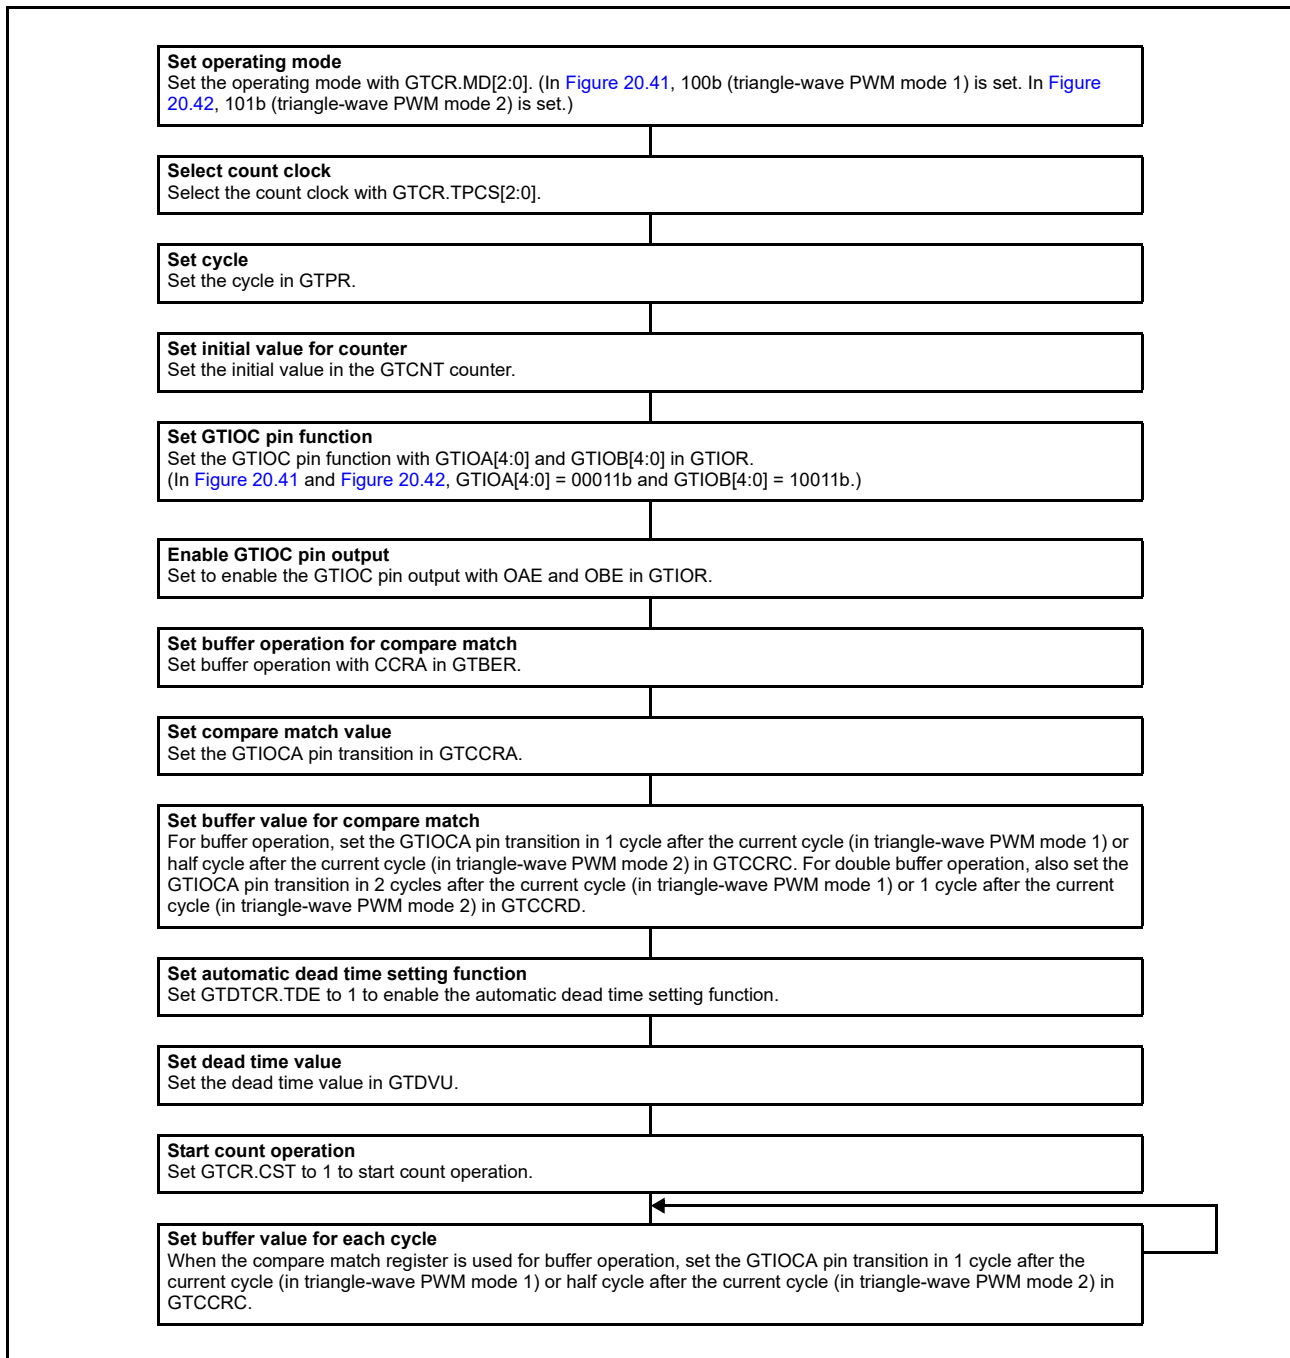 Set operating mode
Set the operating mode with GTCR.MD[2:0]. (In Figure 20.41, 100b (triangle-wave PWM mode 1) is set. In Figure
20.42, 101b (triangle-wave PWM mode 2) is set.)
Select count clock
Select the count clock with GTCR.TPCS[2:0].
Set cycle
Set the cycle in GTPR.
Set initial value for counter
Set the initial value in the GTCNT counter.
Set GTIOC pin function
Set the GTIOC pin function with GTIOA[4:0] and GTIOB[4:0] in GTIOR.
(In Figure 20.41 and Figure 20.42, GTIOA[4:0] = 00011b and GTIOB[4:0] = 10011b.)
Enable GTIOC pin output
Set to enable the GTIOC pin output with OAE and OBE in GTIOR.
Set buffer operation for compare match
Set buffer operation with CCRA in GTBER.
Set compare match value
Set the GTIOCA pin transition in GTCCRA.
Set buffer value for compare match
For buffer operation, set the GTIOCA pin transition in 1 cycle after the current cycle (in triangle-wave PWM mode 1) or
half cycle after the current cycle (in triangle-wave PWM mode 2) in GTCCRC. For double buffer operation, also set the
GTIOCA pin transition in 2 cycles after the current cycle (in triangle-wave PWM mode 1) or 1 cycle after the current
cycle (in triangle-wave PWM mode 2) in GTCCRD.
Set automatic dead time setting function
Set GTDTCR.TDE to 1 to enable the automatic dead time setting function.
Set dead time value
Set the dead time value in GTDVU.
Start count operation
Set GTCR.CST to 1 to start count operation.
Set buffer value for each cycle
When the compare match register is used for buffer operation, set the GTIOCA pin transition in 1 cycle after the
current cycle (in triangle-wave PWM mode 1) or half cycle after the current cycle (in triangle-wave PWM mode 2) in
GTCCRC.